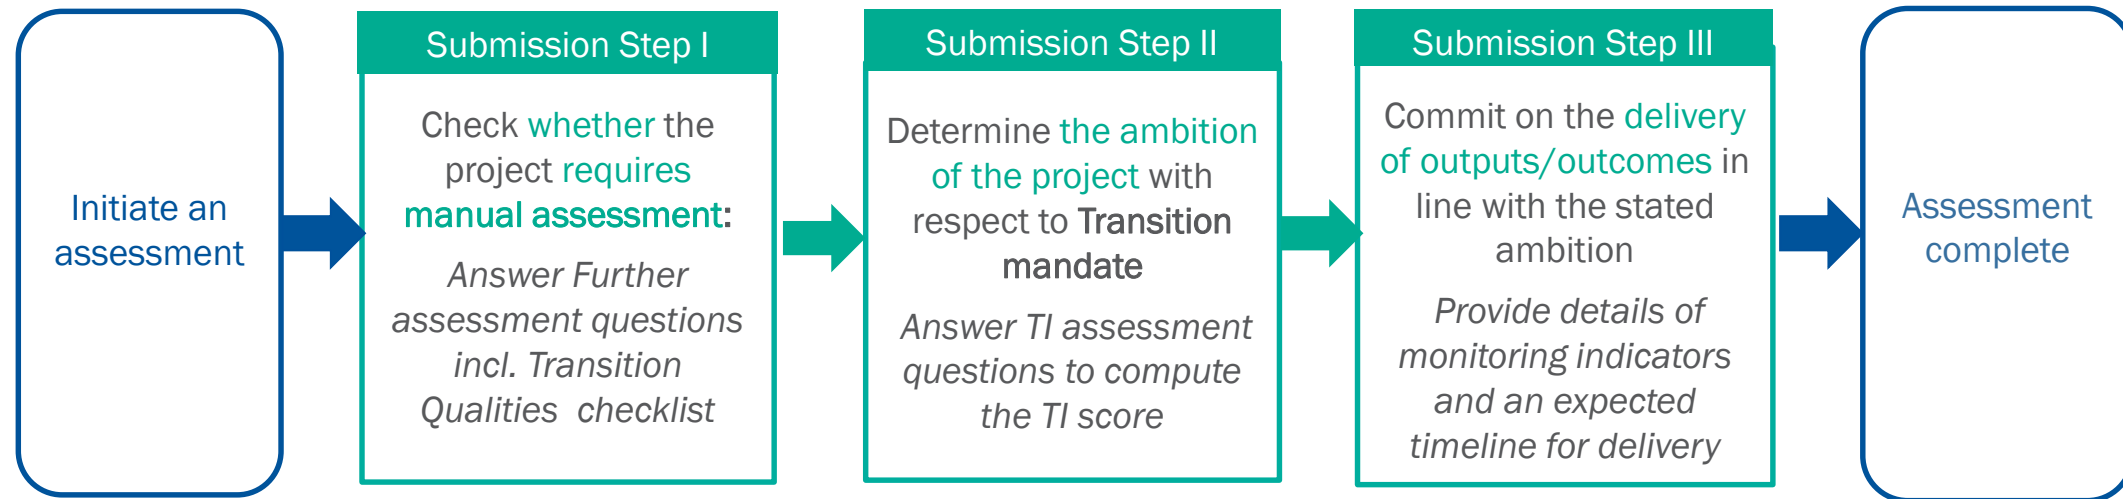 Initiate an
assessment
Submission Step I
Check whether the
project requires
manual assessment:
Answer Further
assessment questions
incl. Transition
Qualities checklist
Submission Step II
Determine the ambition
of the project with
respect to Transition
mandate
Answer TI assessment
questions to compute
the TI score
Submission Step III
Commit on the delivery
of outputs/outcomes in
line with the stated
ambition
Provide details of
monitoring indicators
and an expected
timeline for delivery
Assessment
complete